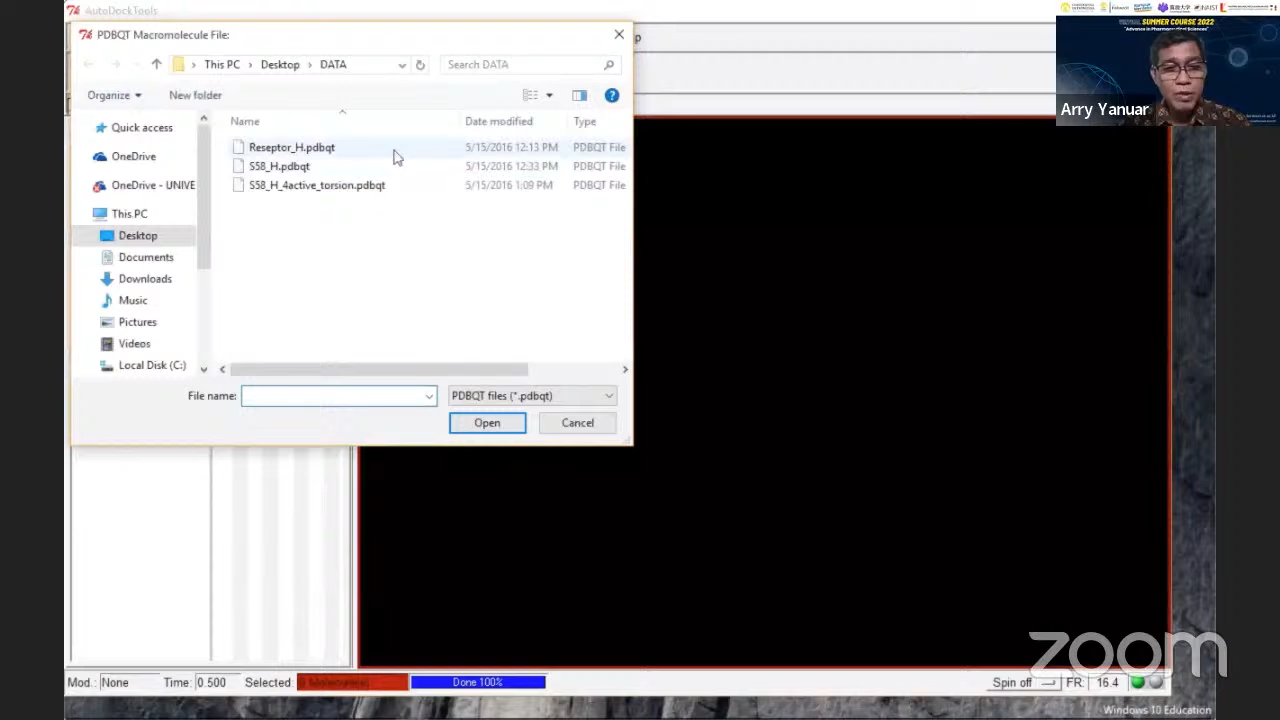 AutoDockTools
PDBQT Macromolecule File:
This PC > Desktop > DATA
Search DATA
Organize
New folder
Name
Date modified
Type
Quick access
OneDrive
OneDrive - UNIVE
This PC
Desktop
Documents
Downloads
Music
Pictures
Videos
Local Disk (C:)
Reseptor_H.pdbqt 5/15/2016 12:13 PM PDBQT File
S58_H.pdbqt 5/15/2016 12:33 PM PDBQT File
S58_H_4active_torsion.pdbqt 5/15/2016 1:09 PM PDBQT File
File name:
PDBQT files (*.pdbqt)
Open
Cancel
SUMMER COURSE 2022
"Advance in Pharmaceutical Sciences"
Arry Yanuar
zoom
Mod.: None Time: 0.500 Selected: Done 100% Spin off FR: 16.4
Windows 10 Education